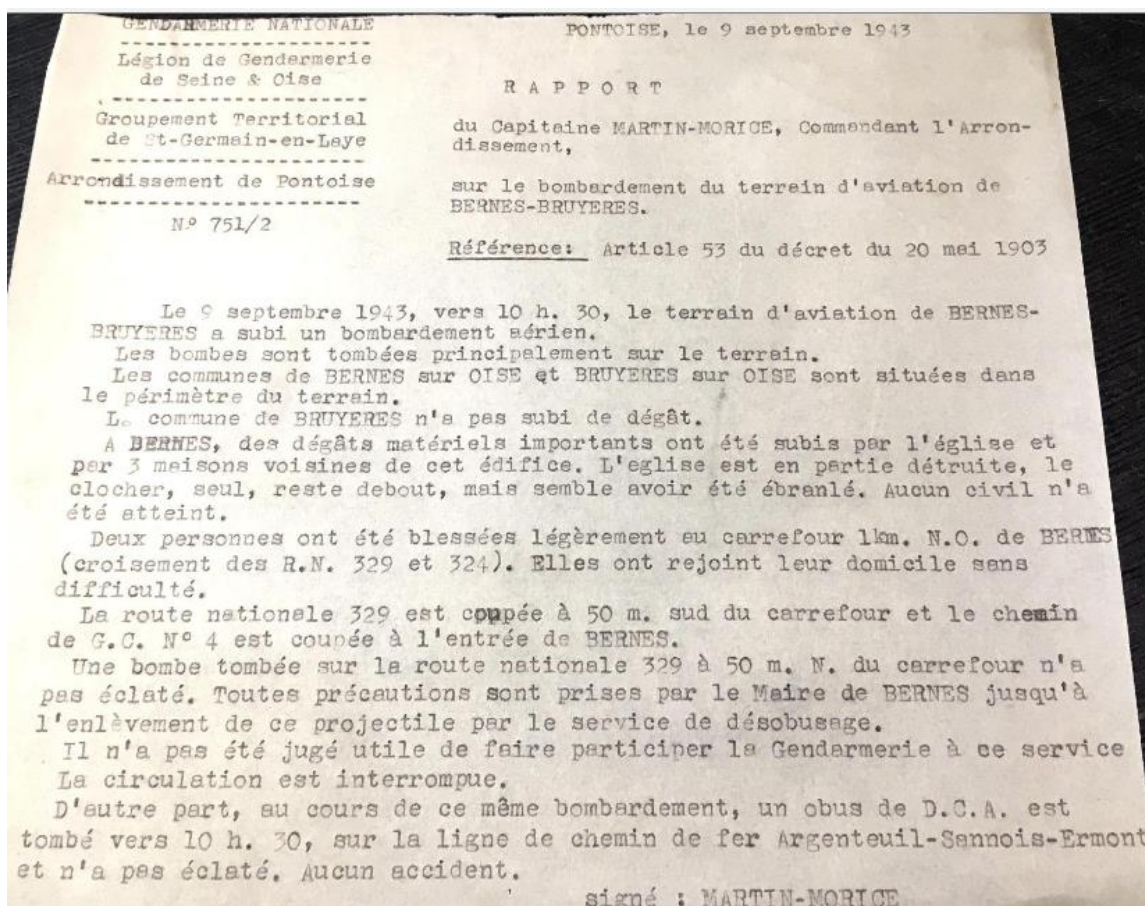 GENDARMERIE NATIONALE
Légion de Gendarmerie
de Seine & Oise
Groupement Territorial
de St-Germain-en-Laye
Arrondissement de Pontoise
N° 751/2
PONTOISE, le 9 septembre 1943
R A P P O R T
du Capitaine MARTIN-MORICE, Commandant l'Arron-
dissement,
sur le bombardement du terrain d'aviation de
BERNES-BRUYERES.
Référence: Article 53 du décret du 20 mai 1903
Le 9 septembre 1943, vers 10 h. 30, le terrain d'aviation de BERNES-
BRUYERES a subi un bombardement aérien.
Les bombes sont tombées principalement sur le terrain.
Les communes de BERNES sur OISE et BRUYERES sur OISE sont situées dans
le périmètre du terrain.
L. commune de BRUYERES n'a pas subi de dégât.
A BERNES, des dégâts matériels importants ont été subis par l'église et
par 3 maisons voisines de cet édifice. L'eglise est en partie détruite, le
clocher, seul, reste debout, mais semble avoir été ébranlé. Aucun civil n'a
été atteint.
Deux personnes ont été blessées légèrement au carrefour 1km. N.O. de BERNES
(croisement des R.N. 329 et 324). Elles ont rejoint leur domicile sans
difficulté.
La route nationale 329 est coupée à 50 m. sud du carrefour et le chemin
de G.C. N° 4 est coupée à l'entrée de BERNES.
Une bombe tombée sur la route nationale 329 à 50 m. N. du carrefour n'a
pas éclaté. Toutes précautions sont prises par le Maire de BERNES jusqu'à
l'enlèvement de ce projectile par le service de désobusage.
Il n'a pas été jugé utile de faire participer la Gendarmerie à ce service
La circulation est interrompue.
D'autre part, au cours de ce même bombardement, un obus de D.C.A. est
tombé vers 10 h. 30, sur la ligne de chemin de fer Argenteuil-Sannois-Ermont
et n'a pas éclaté. Aucun accident.
signé : MARTIN-MORICE